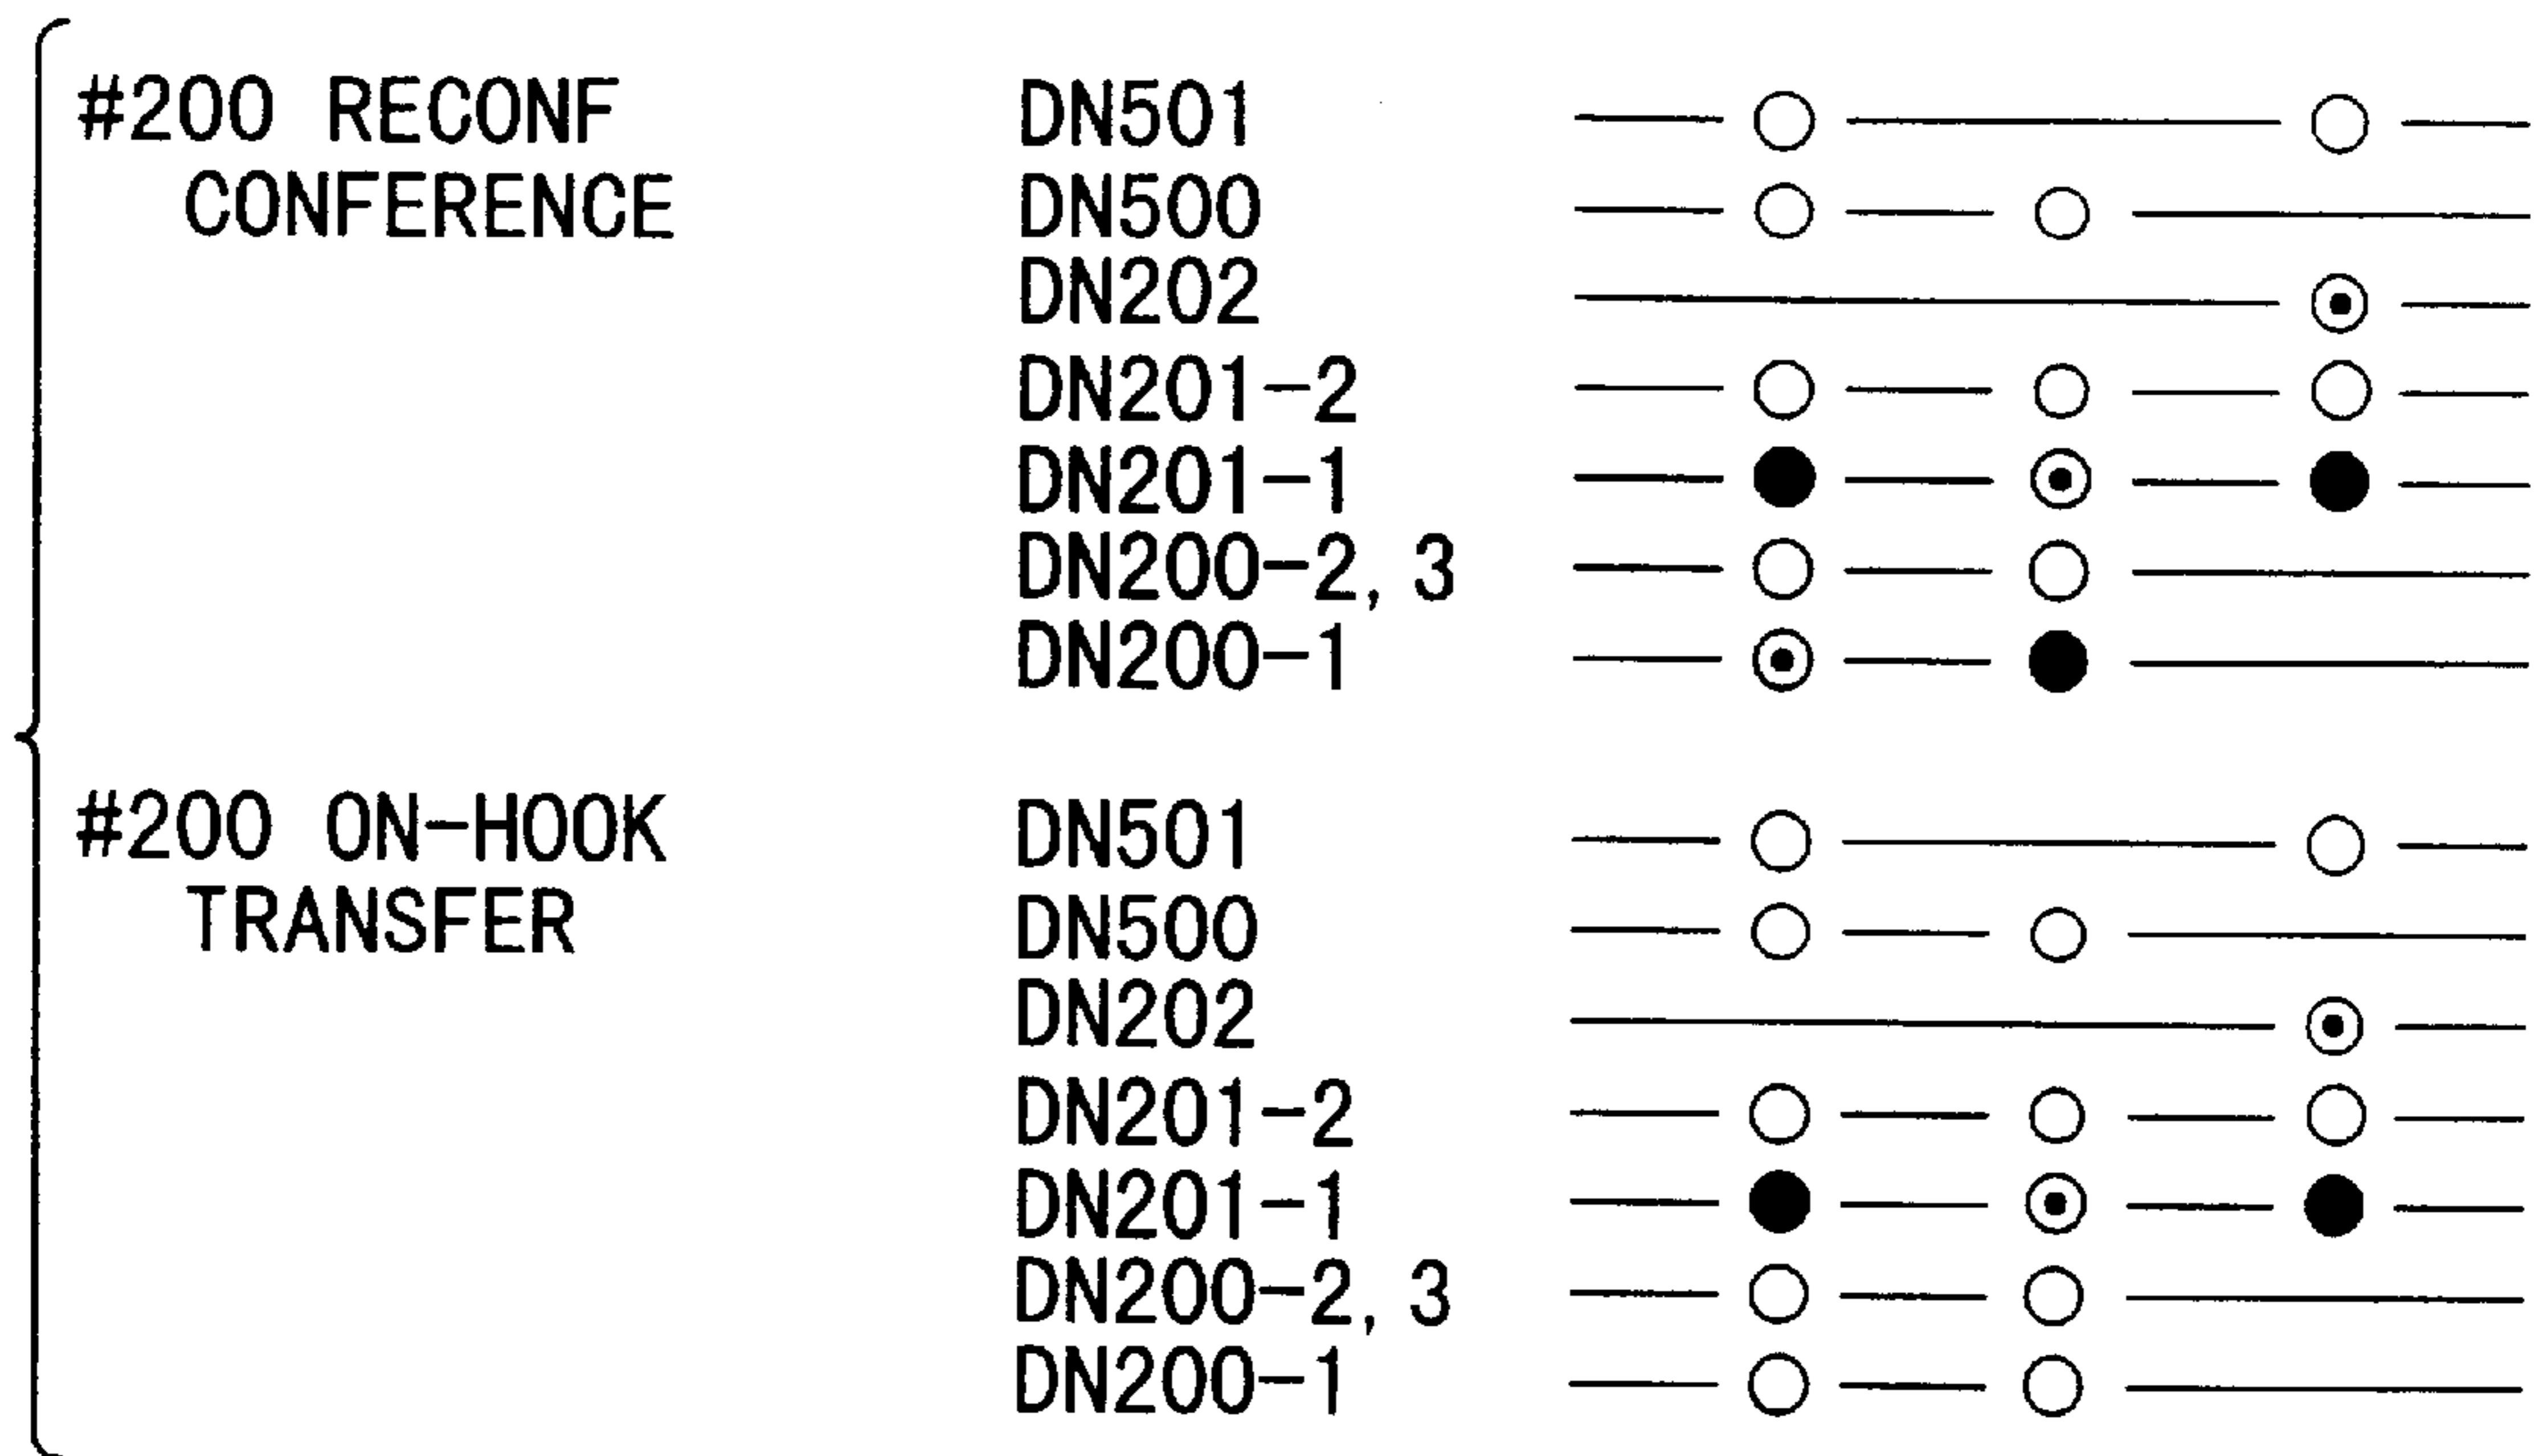 #200 RECONF DN501
CONFERENCE DN500
DN202
DN201-2
DN201-1
DN200-2, 3
DN200-1
#200 ON-HOOK DN501
TRANSFER DN500
DN202
DN201-2
DN201-1
DN200-2, 3
DN200-1